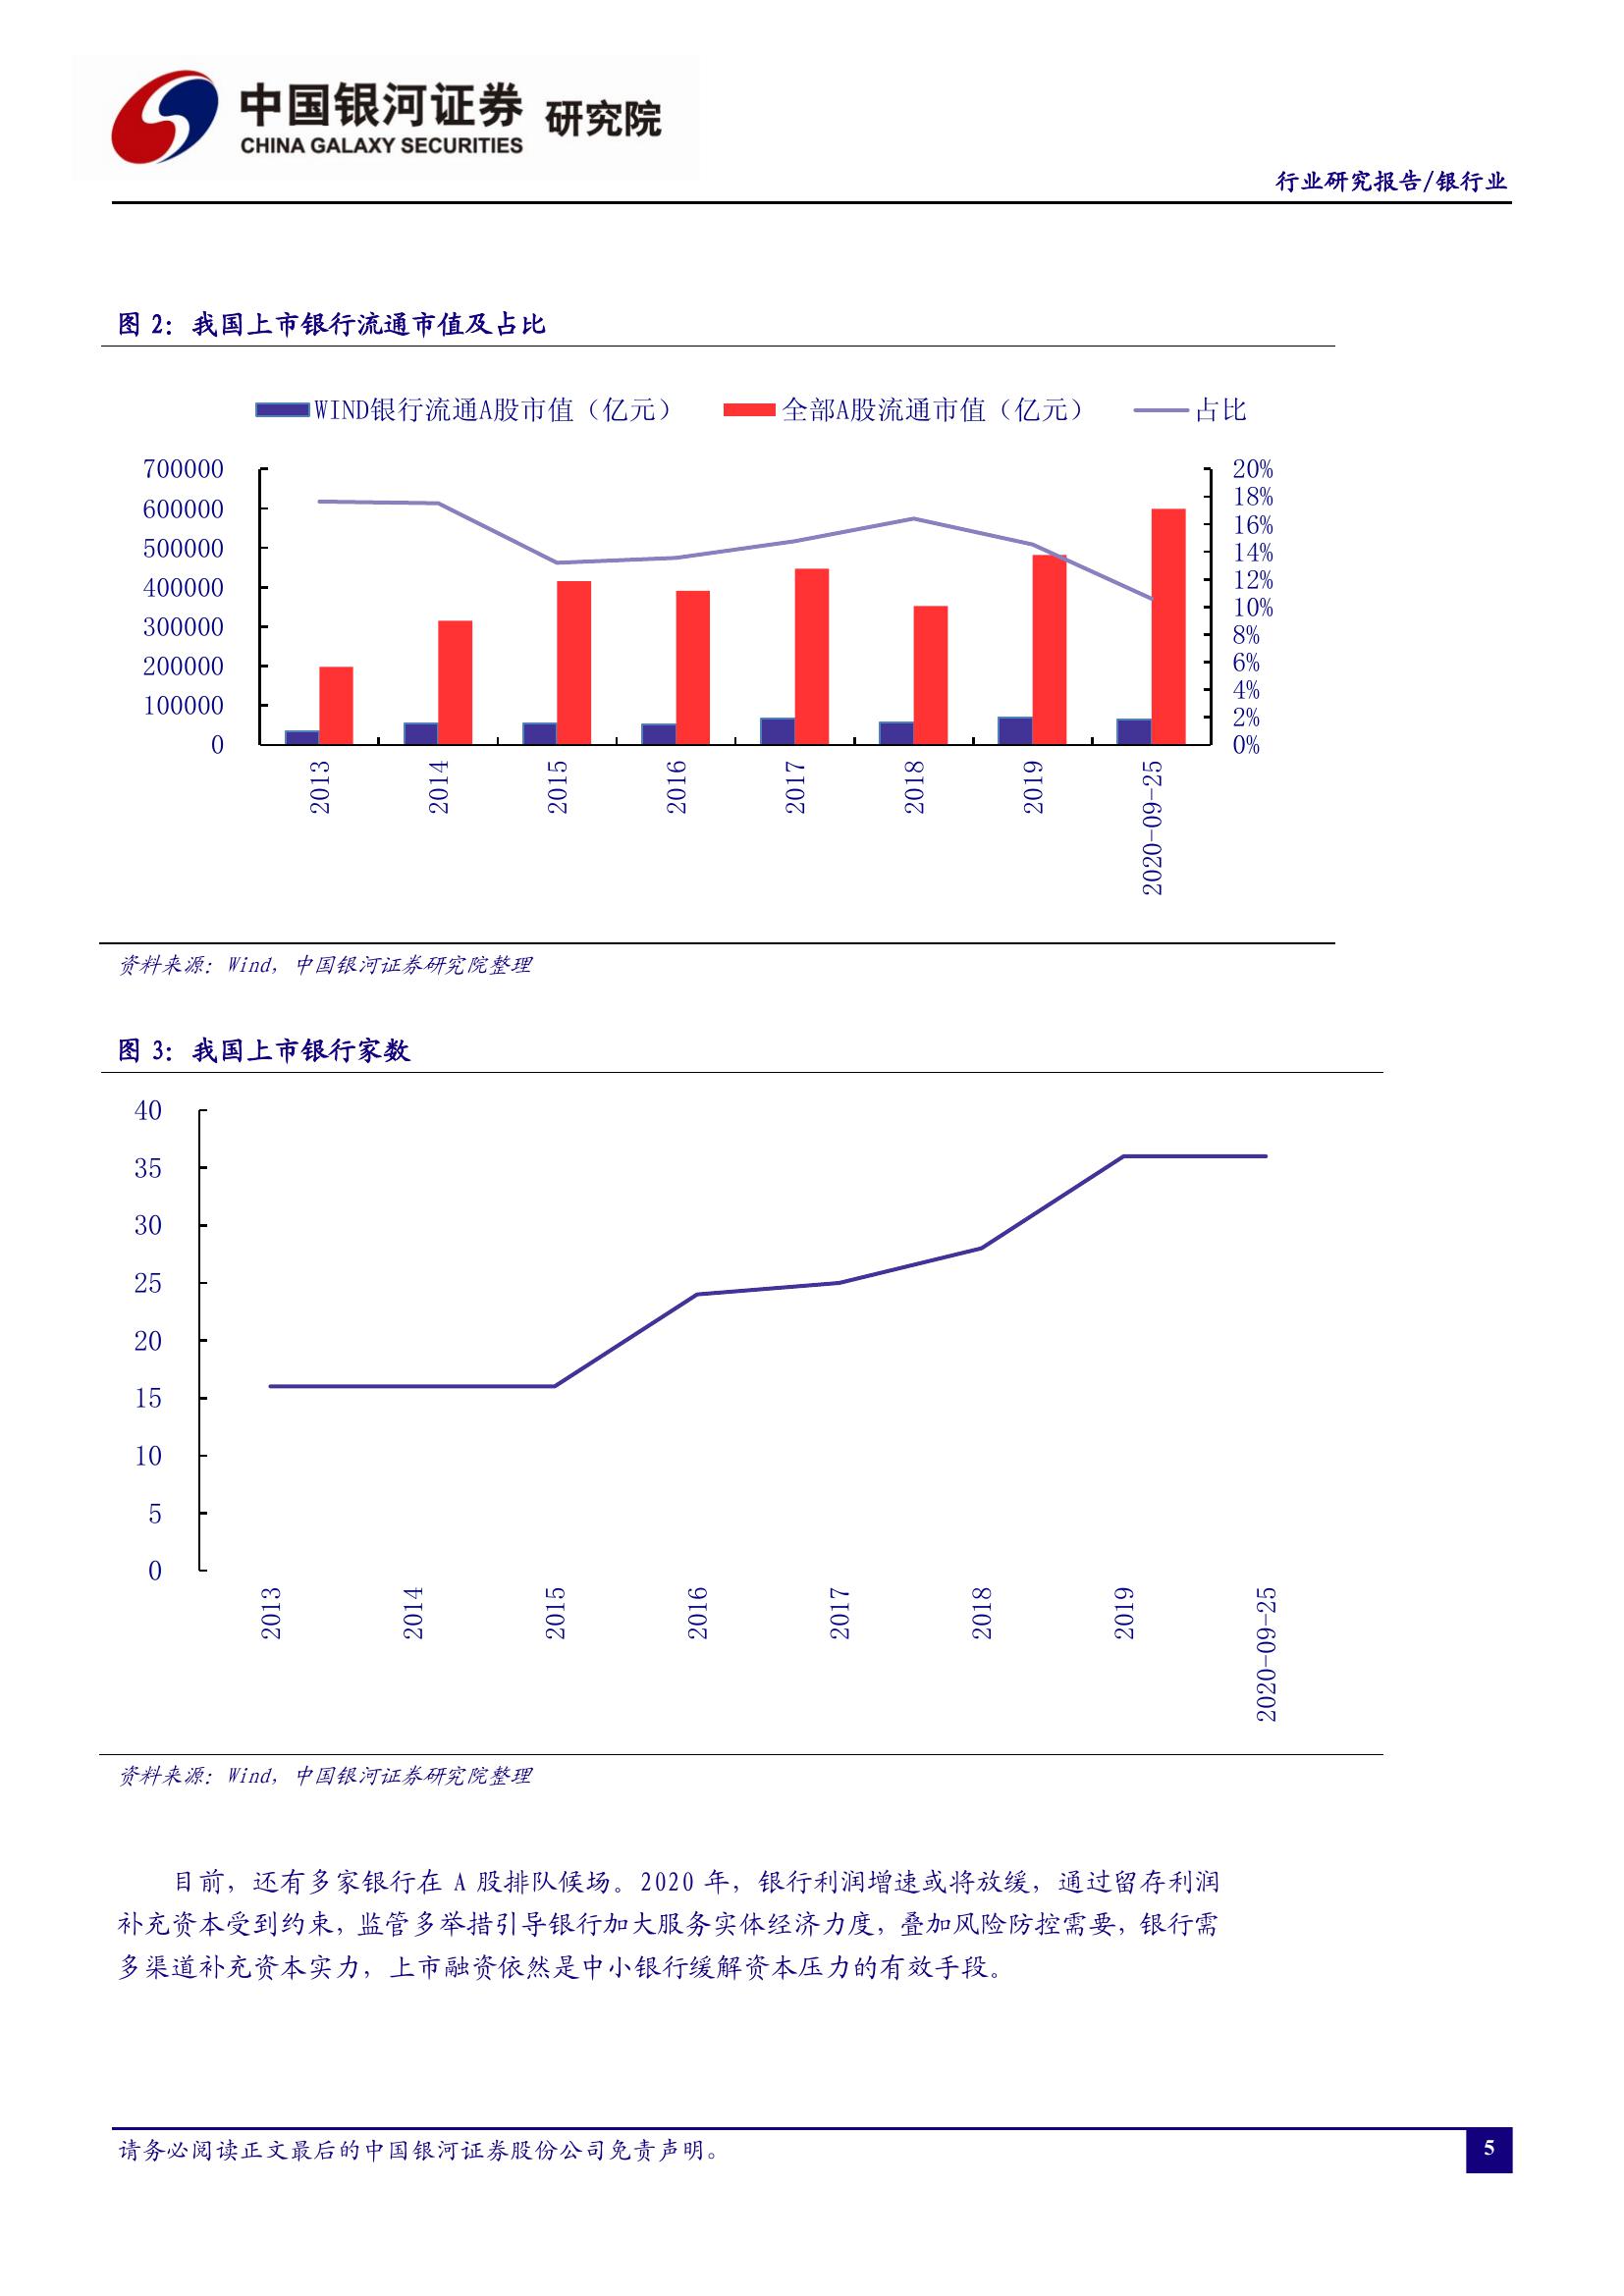 中国银河证券 研究院
CHINA GALAXY SECURITIES
行业研究报告/银行业
图 2：我国上市银行流通市值及占比
WIND银行流通A股市值（亿元） 全部A股流通市值（亿元） 占比
700000 20%
600000 18%
500000 16%
400000 14%
300000 12%
200000 10%
100000 8%
0 6%
4%
2%
0%
2013 2014 2015 2016 2017 2018 2019 2020-09-25
资料来源：Wind，中国银河证券研究院整理
图 3：我国上市银行家数
40
35
30
25
20
15
10
5
0
2013 2014 2015 2016 2017 2018 2019 2020-09-25
资料来源：Wind，中国银河证券研究院整理
目前，还有多家银行在 A 股排队候场。2020 年，银行利润增速或将放缓，通过留存利润
补充资本受到约束，监管多举措引导银行加大服务实体经济力度，叠加风险防控需要，银行需
多渠道补充资本实力，上市融资依然是中小银行缓解资本压力的有效手段。
请务必阅读正文最后的中国银河证券股份公司免责声明。
5